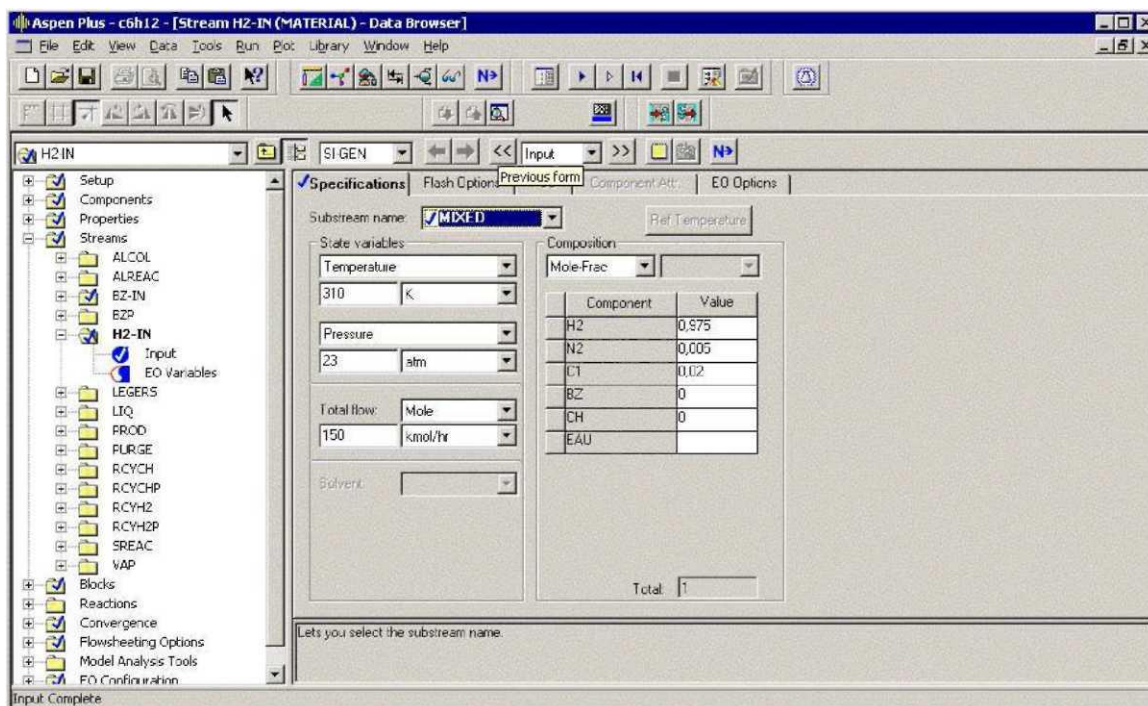 Aspen Plus - c6h12 - [Stream H2-IN (MATERIAL) - Data Browser]
File Edit View Data Tools Run Plot Library Window Help
N>
H2-IN
SI-GEN
<< Input >>
N>
Previous form
Setup
Components
Properties
Streams
ALCOL
ALREAC
BZ-IN
BZP
H2-IN
Input
EO Variables
LEGERS
LIQ
PROD
PURGE
RCYCH
RCYCHP
RCYH2
RCYH2P
SREAC
VAP
Blocks
Reactions
Convergence
Flowsheeting Options
Model Analysis Tools
EO Configuration
Specifications Flash Options Component Attr. EO Options
Substream name: MIXED Ref Temperature
State variables
Temperature
310 K
Pressure
23 atm
Total flow: Mole
150 kmol/hr
Solvent:
Composition
Mole-Frac
Component Value
H2 0,975
N2 0,005
C1 0,02
BZ 0
CH 0
EAU
Total: 1
Lets you select the substream name.
Input Complete